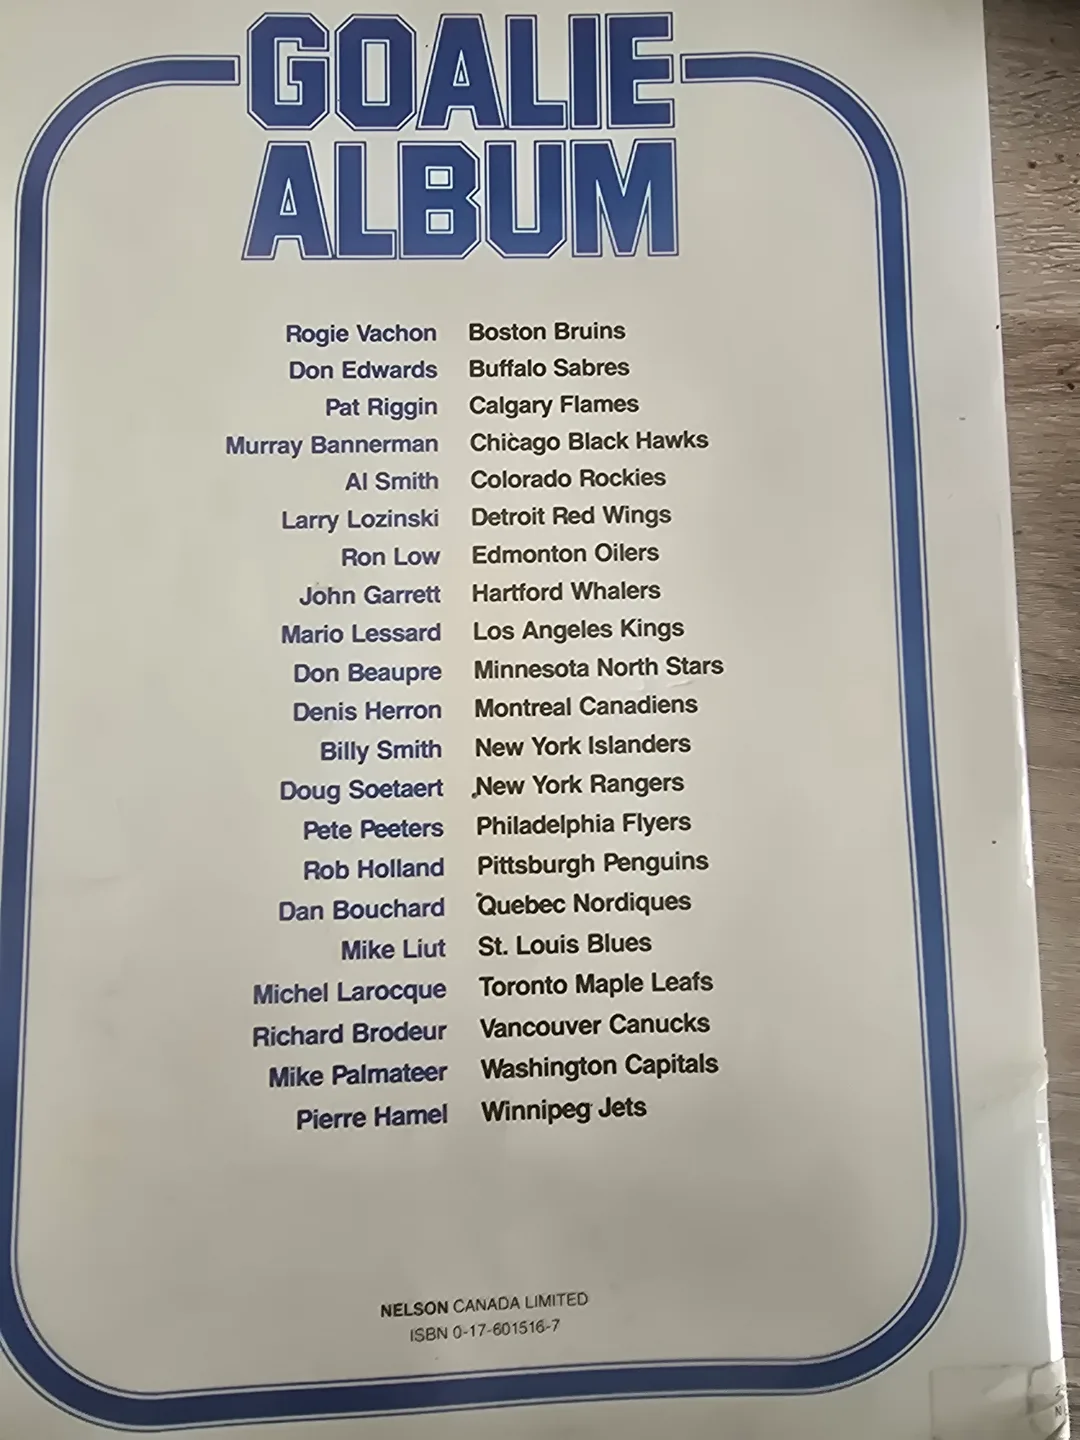 GOALIE
ALBUM
Rogie Vachon Boston Bruins
Don Edwards Buffalo Sabres
Pat Riggin Calgary Flames
Murray Bannerman Chicago Black Hawks
Al Smith Colorado Rockies
Larry Lozinski Detroit Red Wings
Ron Low Edmonton Oilers
John Garrett Hartford Whalers
Mario Lessard Los Angeles Kings
Don Beaupre Minnesota North Stars
Denis Herron Montreal Canadiens
Billy Smith New York Islanders
Doug Soetaert New York Rangers
Pete Peeters Philadelphia Flyers
Rob Holland Pittsburgh Penguins
Dan Bouchard Quebec Nordiques
Mike Liut St. Louis Blues
Michel Larocque Toronto Maple Leafs
Richard Brodeur Vancouver Canucks
Mike Palmateer Washington Capitals
Pierre Hamel Winnipeg Jets
NELSON CANADA LIMITED
ISBN 0-17-601516-7